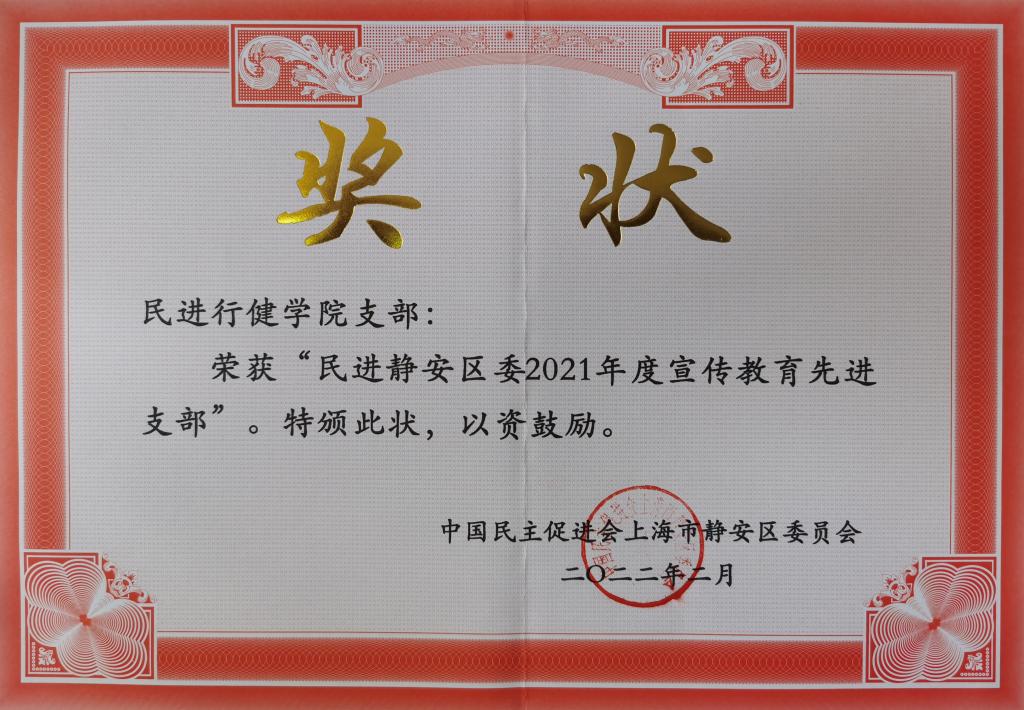 奖状
民进行健学院支部：
荣获“民进静安区委2021年度宣传教育先进
支部”。特颁此状，以资鼓励。
中国民主促进会上海市静安区委员会
二〇二二年二月